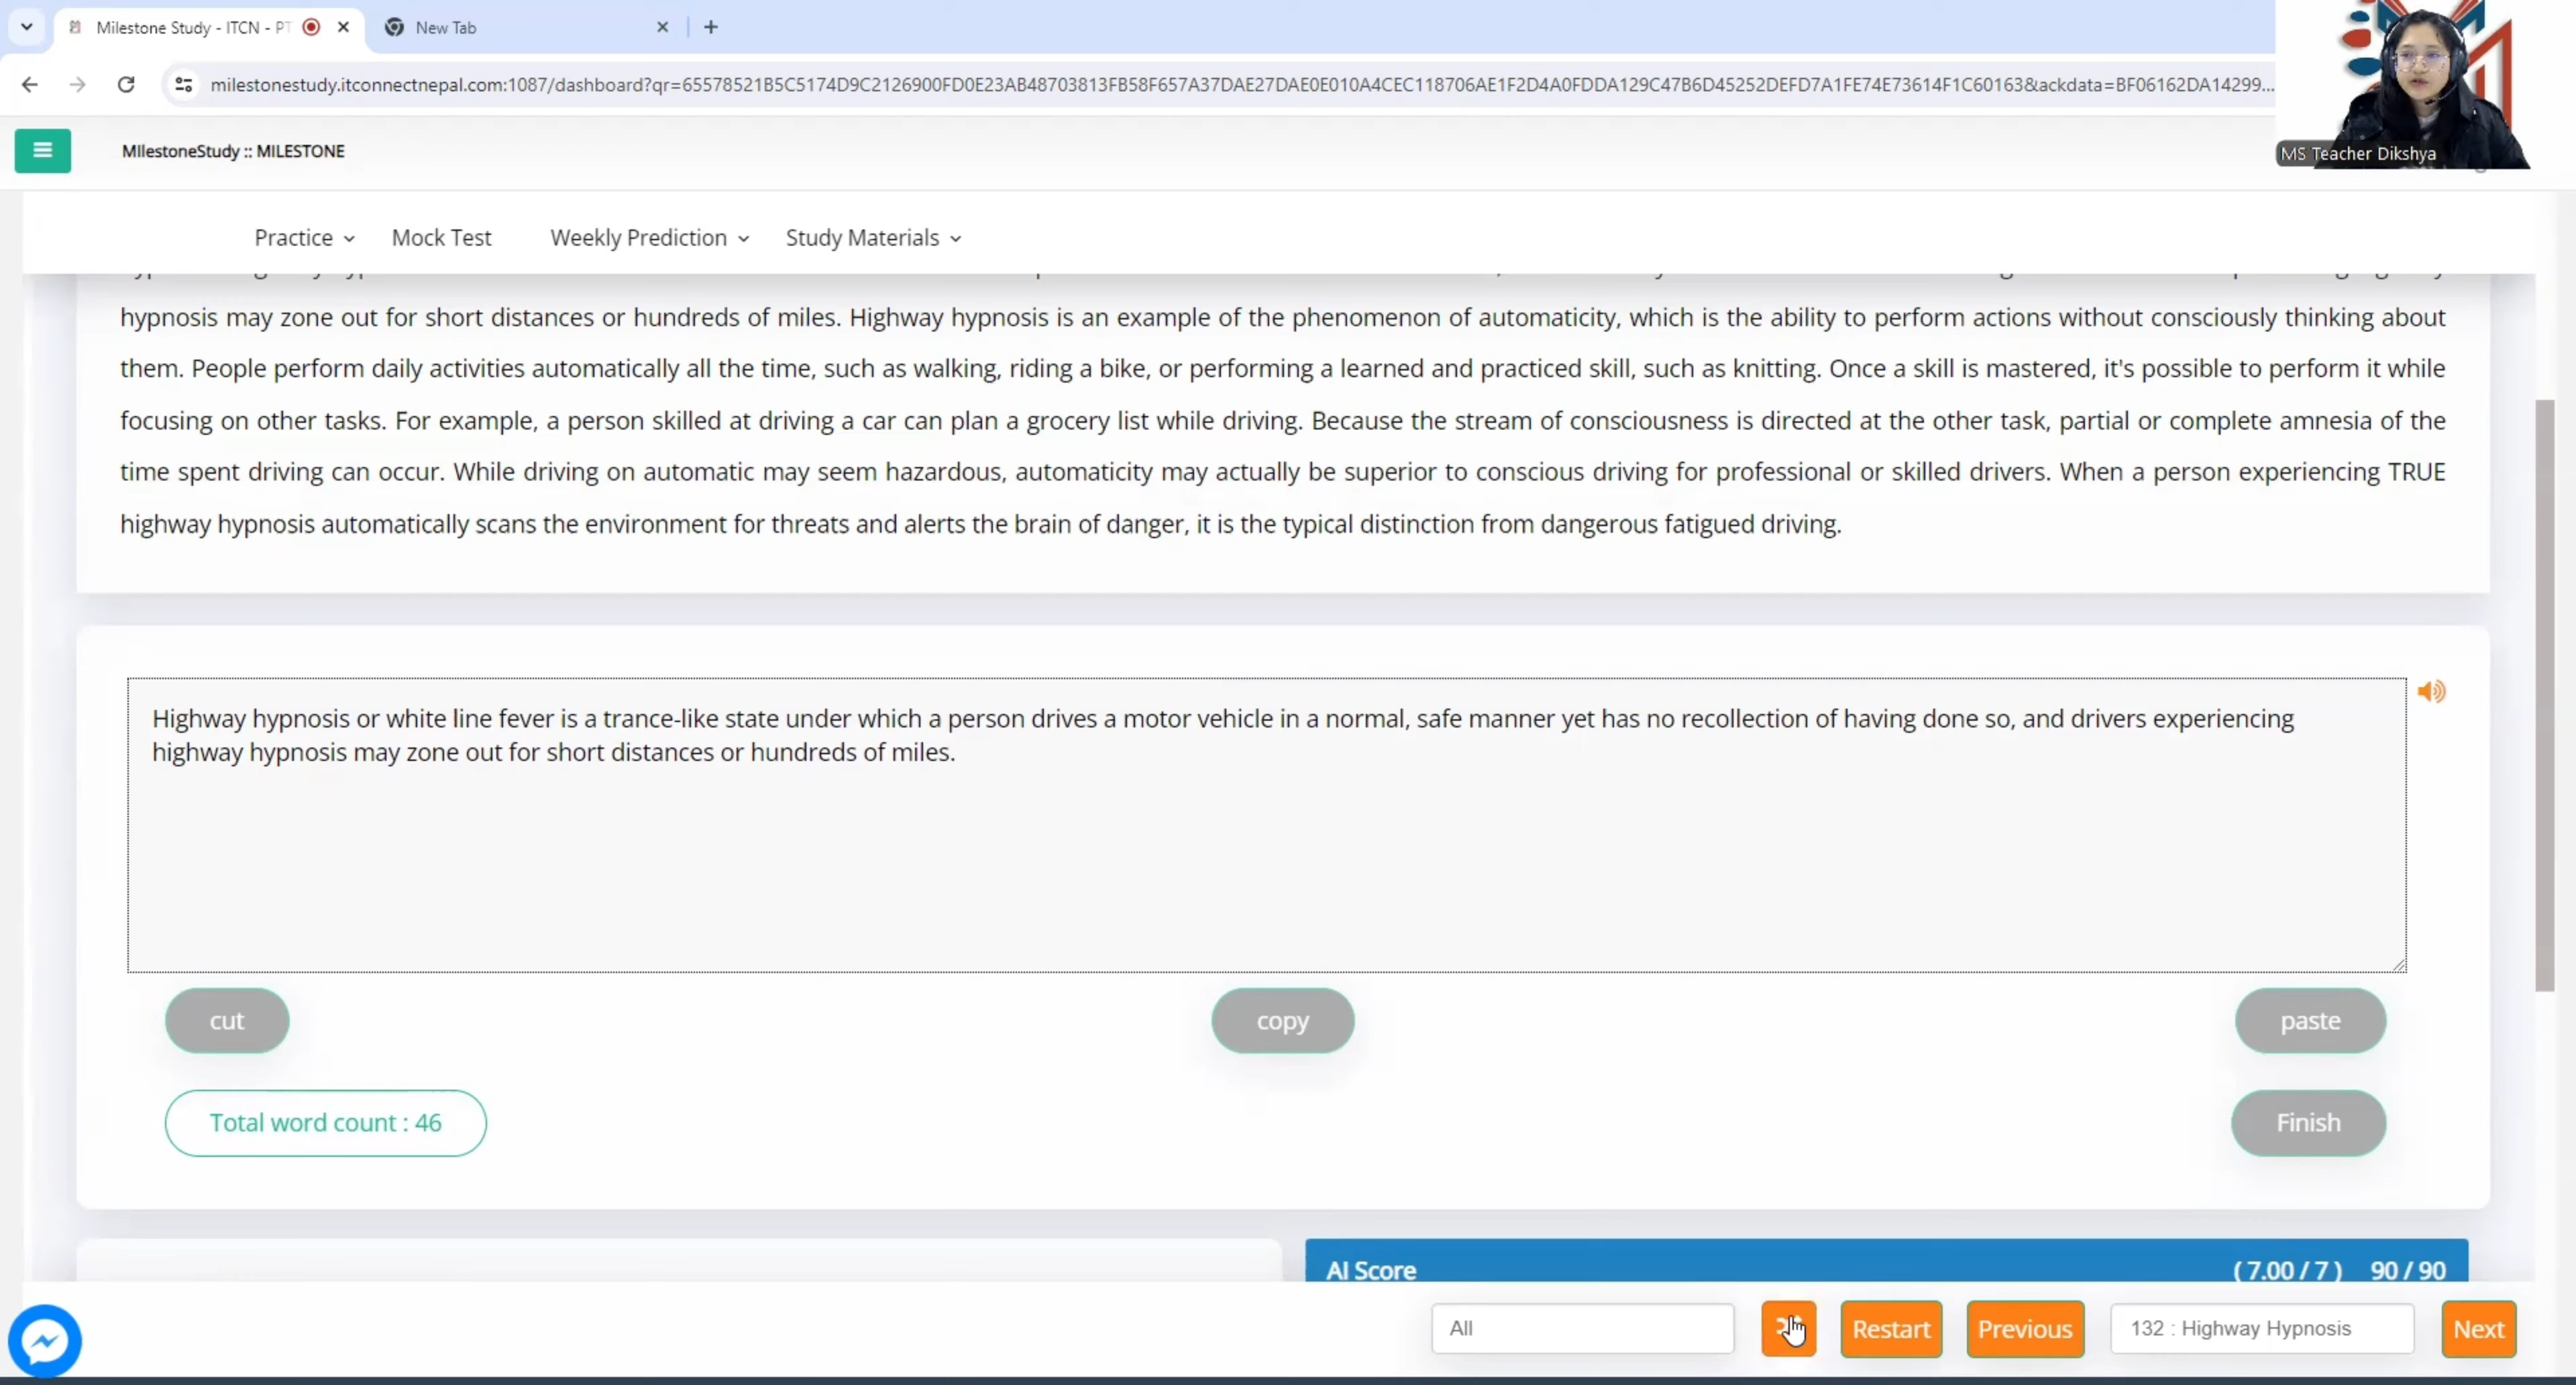 Milestone Study - ITCN - PT
New Tab
milestonestudy.itconnectnepal.com:1087/dashboard?qr=65578521B5C5174D9C2126900FD0E23AB48703813FB58F657A37DAE27DAE0E010A4CEC118706AE1F2D4A0FDDA129C47B6D45252DEFD7A1FE74E73614F1C60163&ackdata=BF06162DA14299...
MIlestoneStudy :: MILESTONE
MS Teacher Dikshya
Practice
Mock Test
Weekly Prediction
Study Materials
hypnosis may zone out for short distances or hundreds of miles. Highway hypnosis is an example of the phenomenon of automaticity, which is the ability to perform actions without consciously thinking about
them. People perform daily activities automatically all the time, such as walking, riding a bike, or performing a learned and practiced skill, such as knitting. Once a skill is mastered, it's possible to perform it while
focusing on other tasks. For example, a person skilled at driving a car can plan a grocery list while driving. Because the stream of consciousness is directed at the other task, partial or complete amnesia of the
time spent driving can occur. While driving on automatic may seem hazardous, automaticity may actually be superior to conscious driving for professional or skilled drivers. When a person experiencing TRUE
highway hypnosis automatically scans the environment for threats and alerts the brain of danger, it is the typical distinction from dangerous fatigued driving.
Highway hypnosis or white line fever is a trance-like state under which a person drives a motor vehicle in a normal, safe manner yet has no recollection of having done so, and drivers experiencing
highway hypnosis may zone out for short distances or hundreds of miles.
cut
copy
paste
Total word count : 46
Finish
AI Score
( 7.00 / 7 ) 90 / 90
All
Restart
Previous
132 : Highway Hypnosis
Next